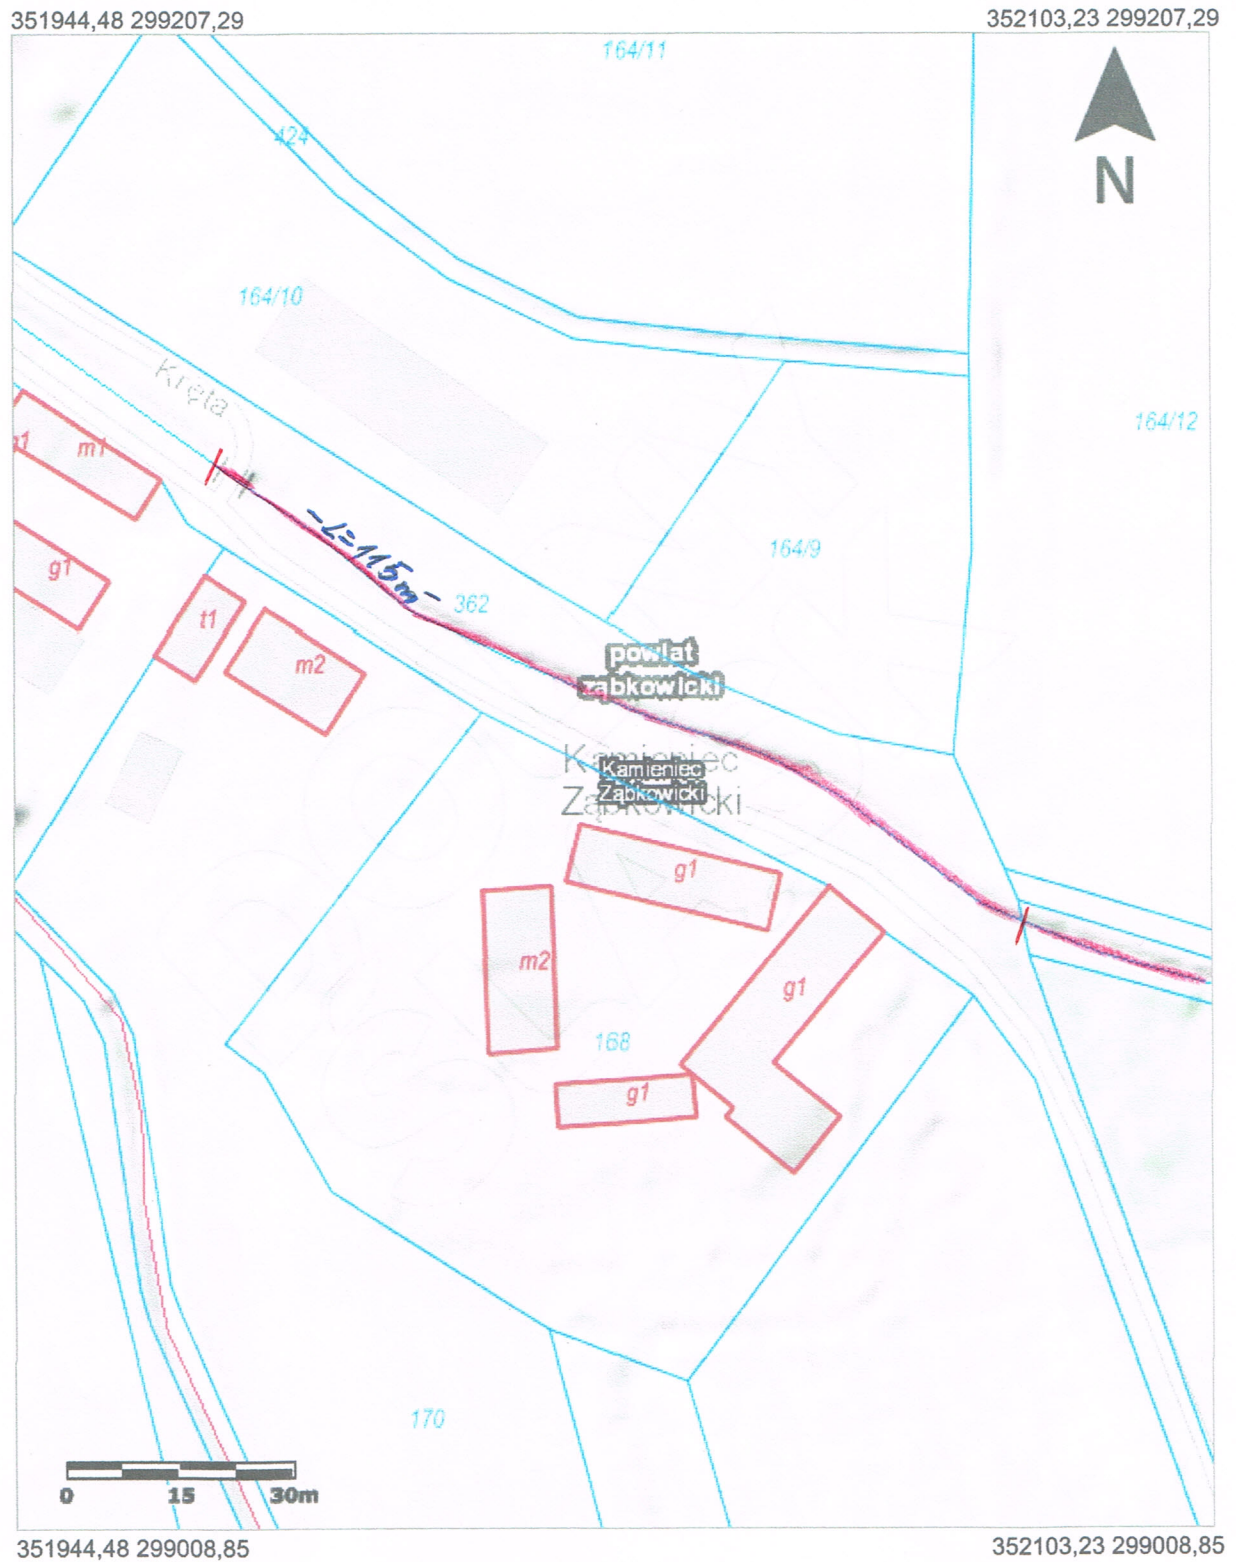 351944,48 299207,29
352103,23 299207,29
164/11
N
424
164/10
Kręta
164/12
m1
g1
-L=115m-
164/9
g1
362
t1
m2
powiat
ząbkowicki
Kamieniec
Ząbkowicki
Kamieniec
Ząbkowicki
g1
m2
g1
168
g1
170
0 15 30m
351944,48 299008,85
352103,23 299008,85